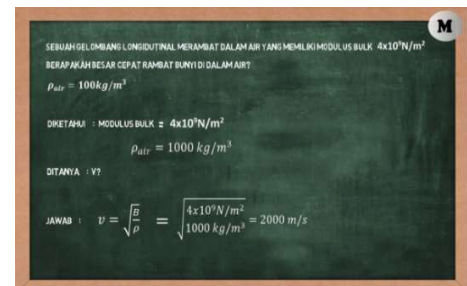 M
SEBUAH GELOMBANG LONGIDUTINAL MERAMBAT DALAM AIR YANG MEMILIKI MODULUS BULK 4x10⁹N/m²
BERAPAKAH BESAR CEPAT RAMBAT BUNYI DI DALAM AIR?
ρₐᵢᵣ = 100kg/m³
DIKETAHUI : MODULUS BULK = 4x10⁹N/m²
ρₐᵢᵣ = 1000 kg/m³
DITANYA : V?
JAWAB : v = √(B/ρ) = √(4x10⁹N/m² / 1000 kg/m³) = 2000 m/s